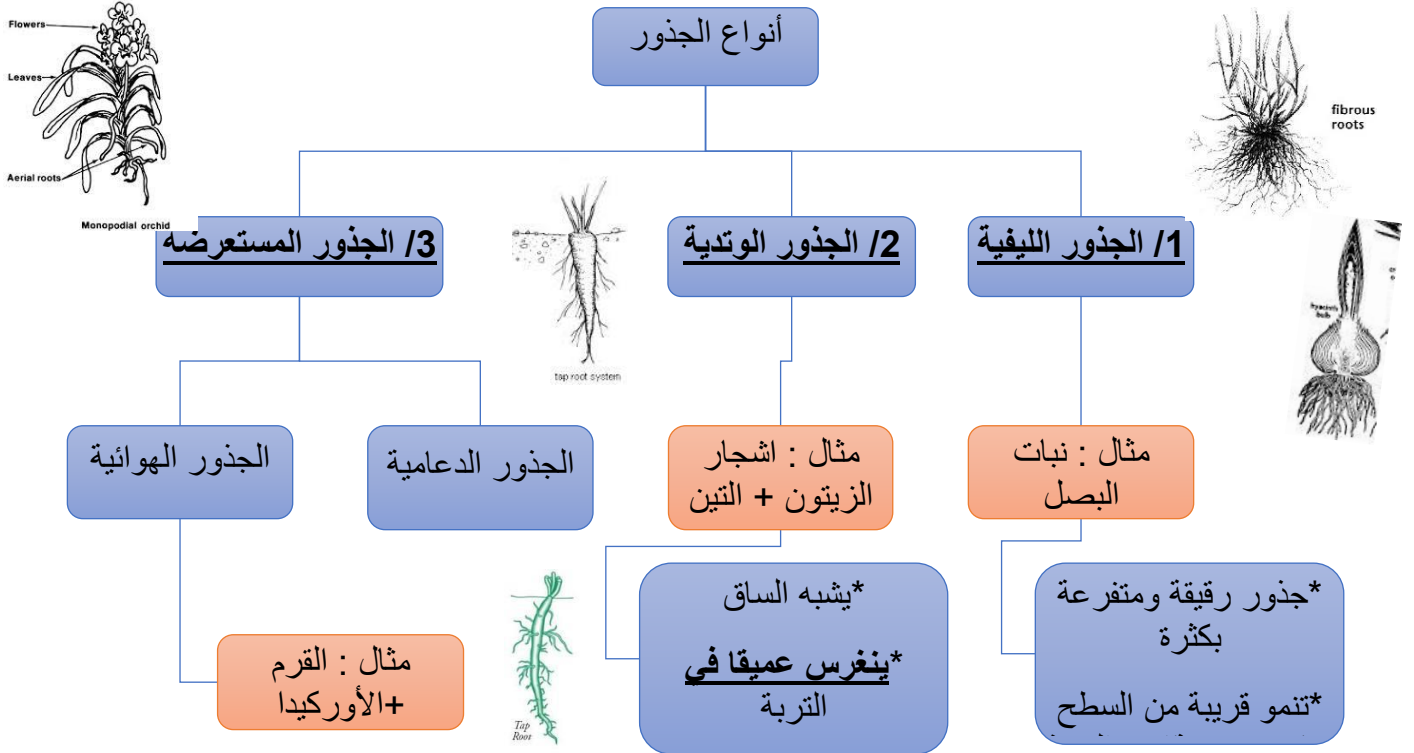 أنواع الجذور
Flowers
Leaves
Aerial roots
Monopodial orchid
fibrous
roots
1/ الجذور الليفية
2/ الجذور الوتدية
3/ الجذور المستعرضة
tap root system
hyacinth
bulb
مثال : نبات
البصل
مثال : اشجار
الزيتون + التين
الجذور الدعامية
الجذور الهوائية
*جذور رقيقة ومتفرعة
بكثرة
*تنمو قريبة من السطح
*يشبه الساق
*ينغرس عميقا في
التربة
مثال : القرم
+الأوركيدا
Tap
Root